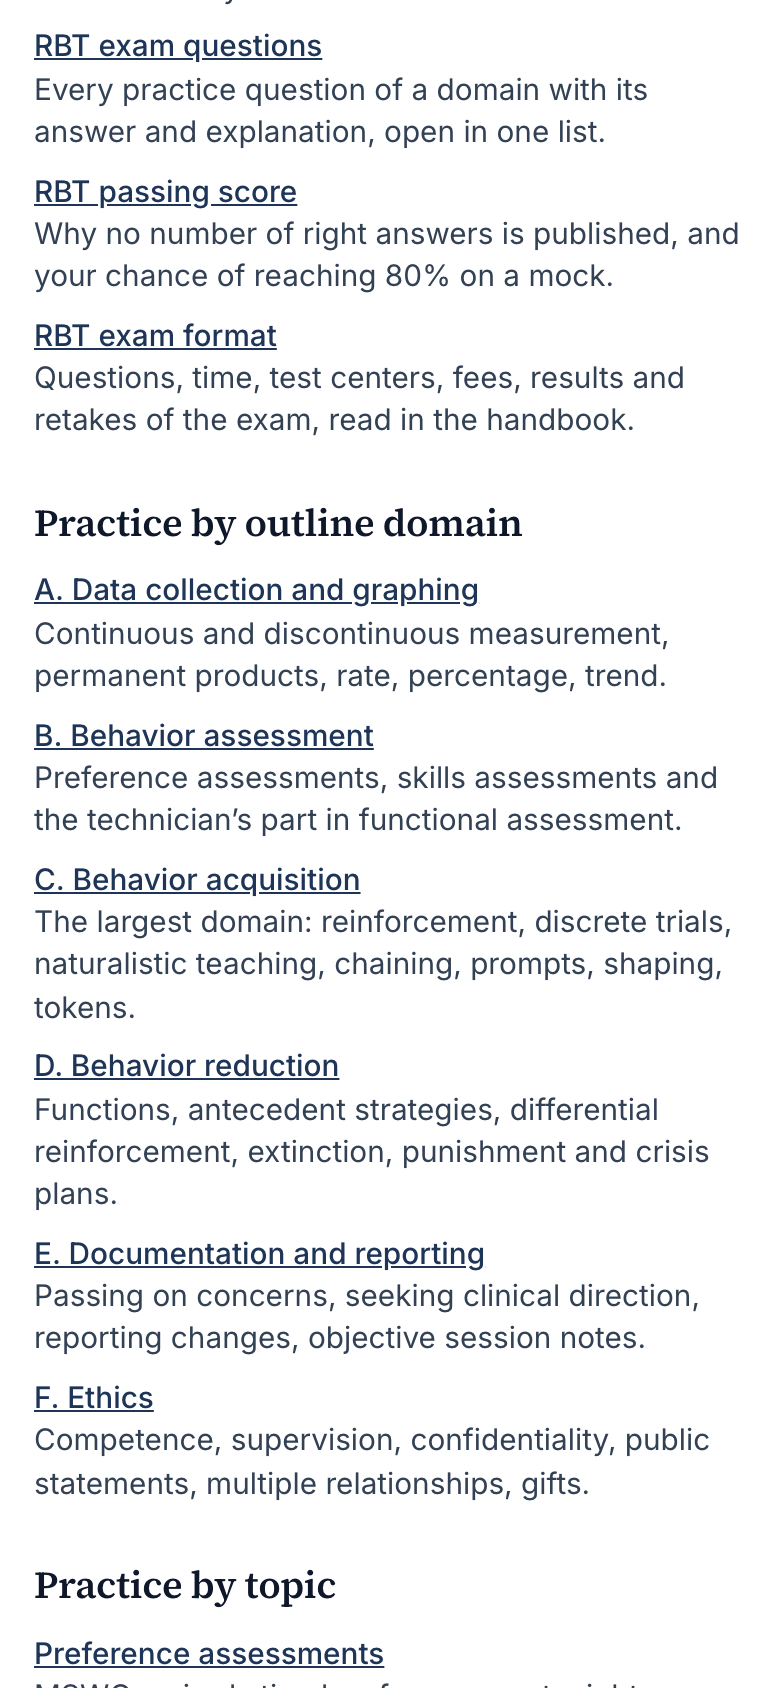 RBT exam questions
Every practice question of a domain with its
answer and explanation, open in one list.
RBT passing score
Why no number of right answers is published, and
your chance of reaching 80% on a mock.
RBT exam format
Questions, time, test centers, fees, results and
retakes of the exam, read in the handbook.
Practice by outline domain
A. Data collection and graphing
Continuous and discontinuous measurement,
permanent products, rate, percentage, trend.
B. Behavior assessment
Preference assessments, skills assessments and
the technician’s part in functional assessment.
C. Behavior acquisition
The largest domain: reinforcement, discrete trials,
naturalistic teaching, chaining, prompts, shaping,
tokens.
D. Behavior reduction
Functions, antecedent strategies, differential
reinforcement, extinction, punishment and crisis
plans.
E. Documentation and reporting
Passing on concerns, seeking clinical direction,
reporting changes, objective session notes.
F. Ethics
Competence, supervision, confidentiality, public
statements, multiple relationships, gifts.
Practice by topic
Preference assessments